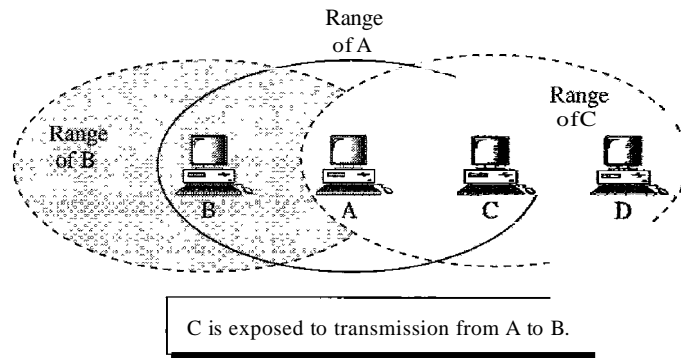 Range
of A
Range
of B
Range
of C
B
A
C
D
C is exposed to transmission from A to B.